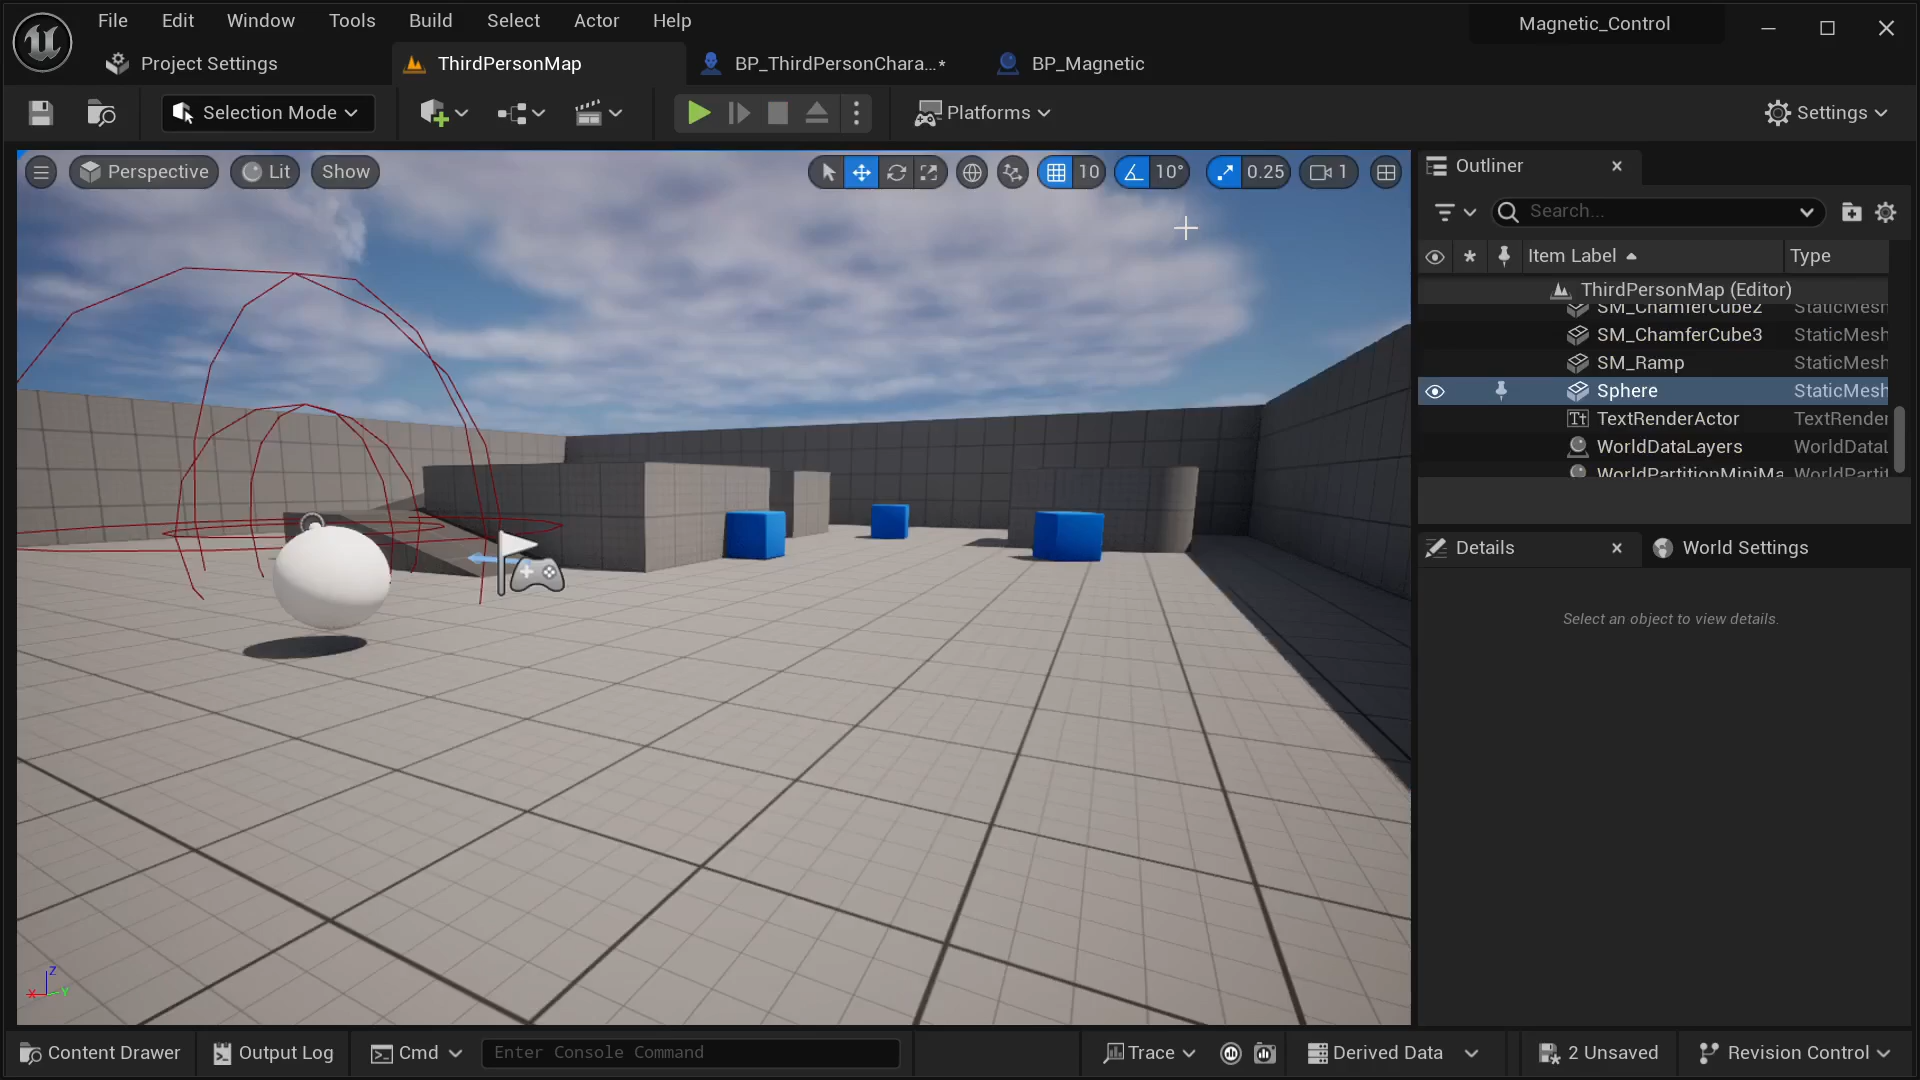 File Edit Window Tools Build Select Actor Help
Magnetic_Control
Project Settings
ThirdPersonMap
BP_ThirdPersonChara...*
BP_Magnetic
Selection Mode
Platforms
Settings
Perspective
Lit
Show
10
10°
0.25
1
Outliner
Search...
Item Label
Type
ThirdPersonMap (Editor)
SM_ChamferCube2 StaticMesh
SM_ChamferCube3 StaticMesh
SM_Ramp StaticMesh
Sphere StaticMesh
TextRenderActor TextRender
WorldDataLayers WorldDataL
WorldPartitionMiniMa WorldPartit
Details
World Settings
Select an object to view details.
Z
X
Y
Content Drawer
Output Log
Cmd
Enter Console Command
Trace
Derived Data
2 Unsaved
Revision Control